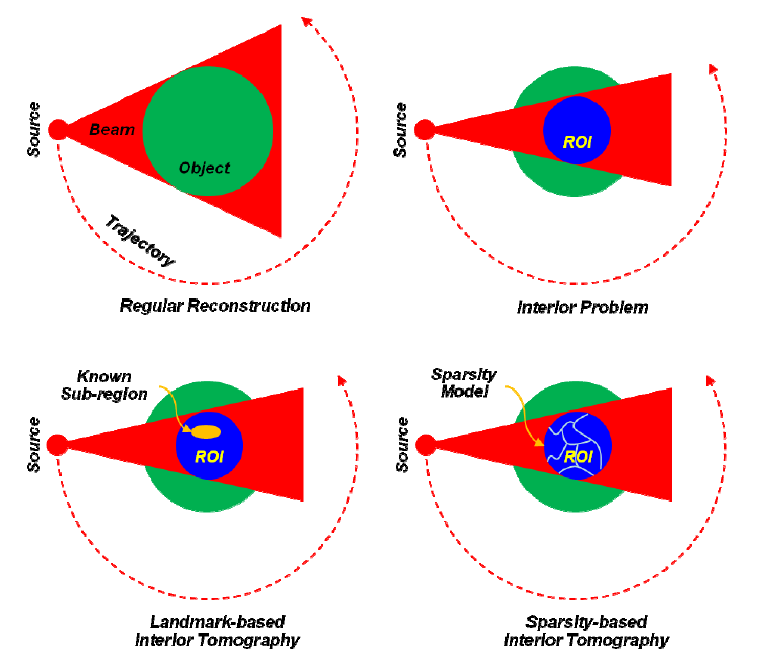 Source
Beam
Object
Trajectory
Regular Reconstruction
Source
ROI
Interior Problem
Known
Sub-region
Source
ROI
Landmark-based
Interior Tomography
Sparsity
Model
Source
ROI
Sparsity-based
Interior Tomography